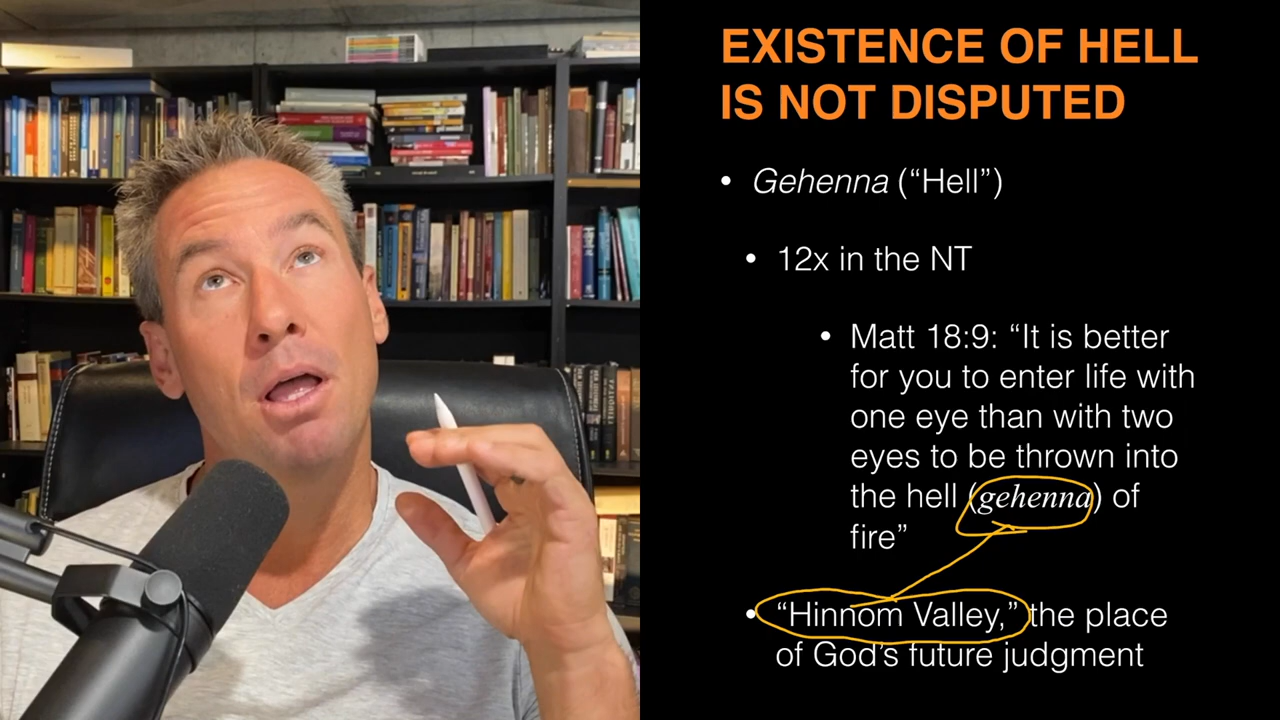 EXISTENCE OF HELL
IS NOT DISPUTED
• Gehenna (“Hell”)
• 12x in the NT
• Matt 18:9: “It is better
for you to enter life with
one eye than with two
eyes to be thrown into
the hell (gehenna) of
fire”
• “Hinnom Valley,” the place
of God’s future judgment